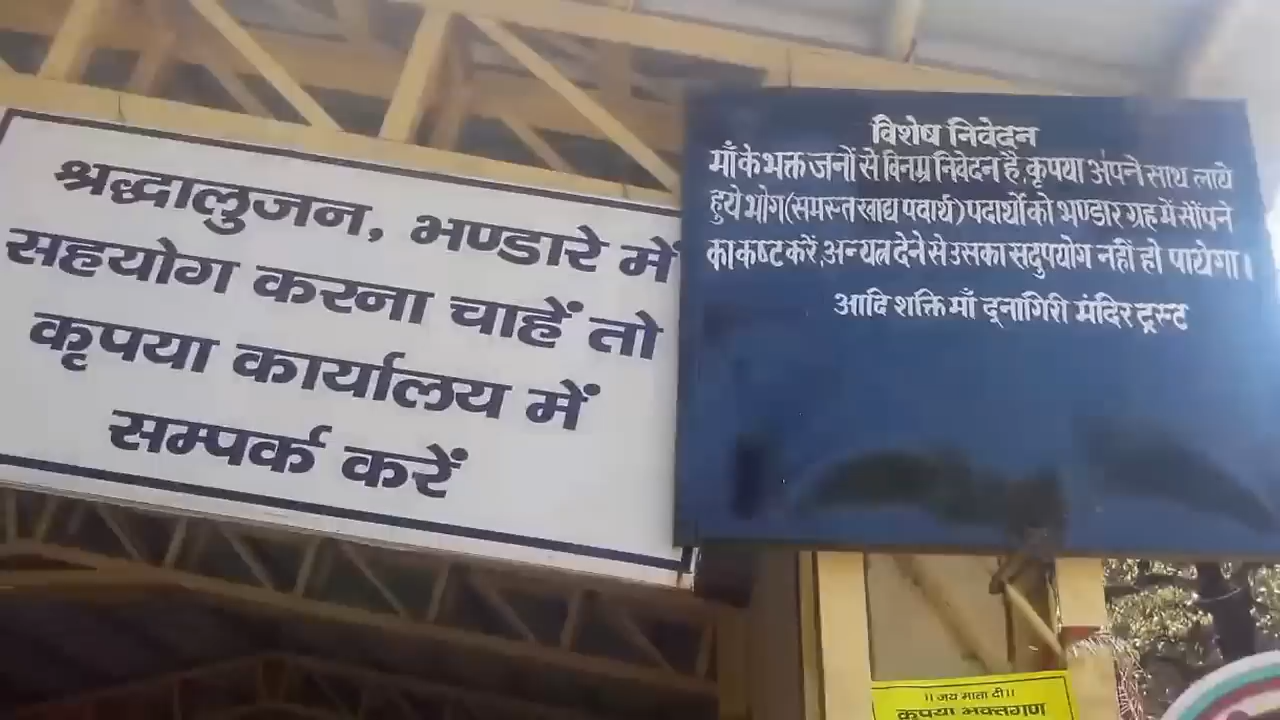 श्रद्धालुजन, भण्डारे में
सहयोग करना चाहें तो
कृपया कार्यालय में
सम्पर्क करें
विशेष निवेदन
माँ के भक्त जनों से विनम्र निवेदन है, कृपया अपने साथ लाये
हुये भोग(समस्त खाद्य पदार्थ) पदार्थो को भण्डार ग्रह में सौंपने
का कष्ट करें, अन्यत्र देने से उसका सदुपयोग नहीं हो पायेगा।
आदि शक्ति माँ दूनागिरी मंदिर ट्रस्ट
।। जय माता दी।।
कृपया भक्तगण